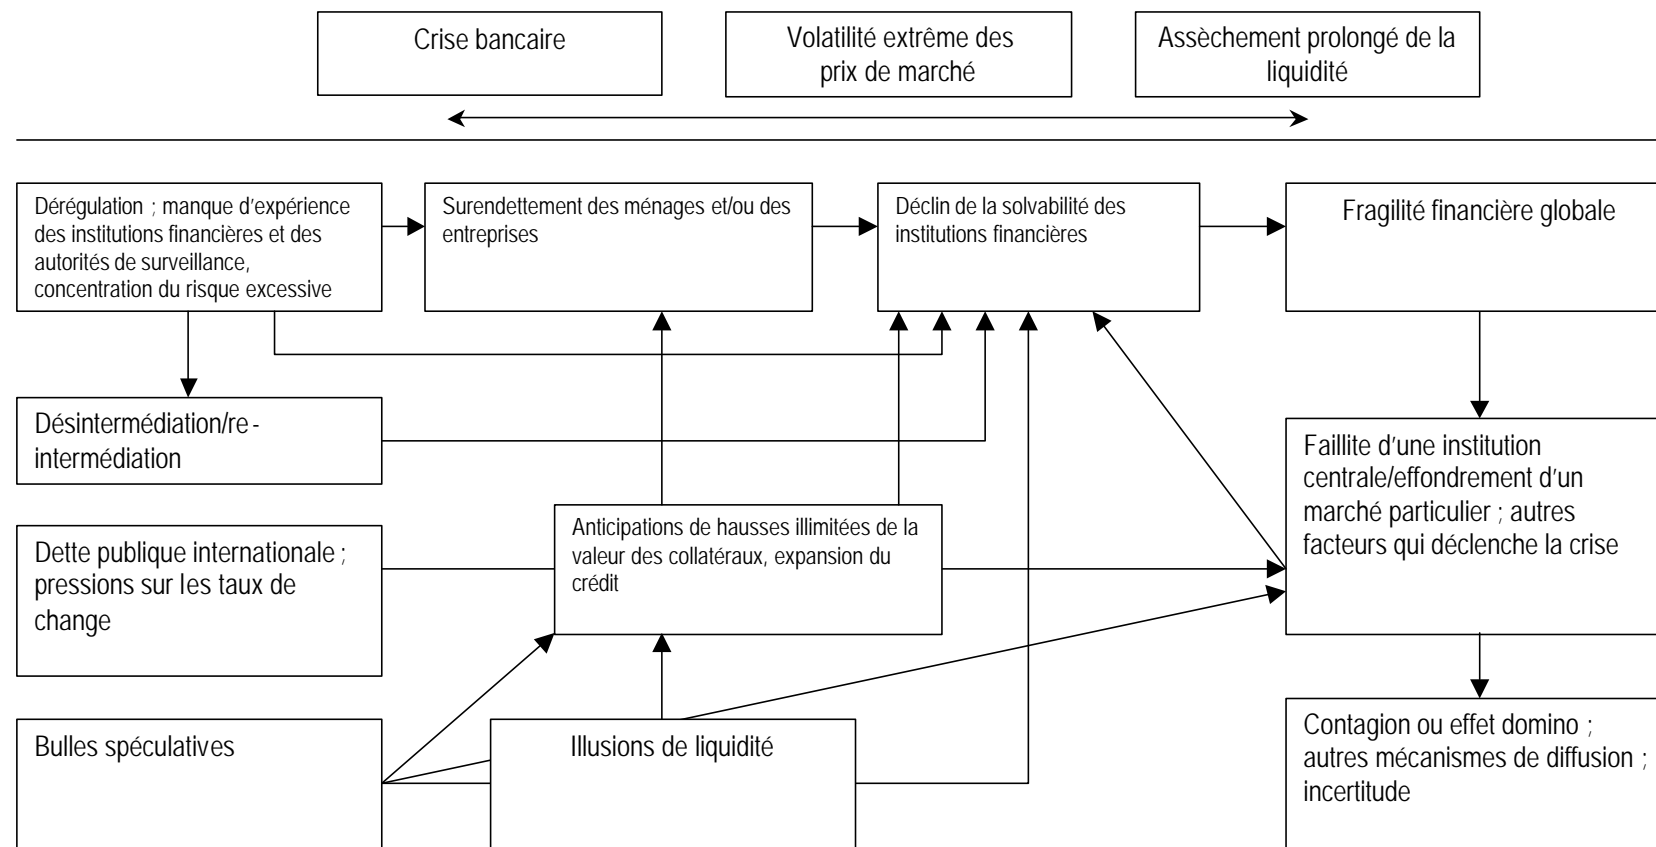 Crise bancaire
Volatilité extrême des
prix de marché
Assèchement prolongé de la
liquidité
Dérégulation ; manque d'expérience
des institutions financières et des
autorités de surveillance,
concentration du risque excessive
Surendettement des ménages et/ou des
entreprises
Déclin de la solvabilité des
institutions financières
Fragilité financière globale
Désintermédiation/re-
intermédiation
Faillite d'une institution
centrale/effondrement d'un
marché particulier ; autres
facteurs qui déclenche la crise
Dette publique internationale ;
pressions sur les taux de
change
Anticipations de hausses illimitées de la
valeur des collatéraux, expansion du
crédit
Bulles spéculatives
Illusions de liquidité
Contagion ou effet domino ;
autres mécanismes de diffusion ;
incertitude